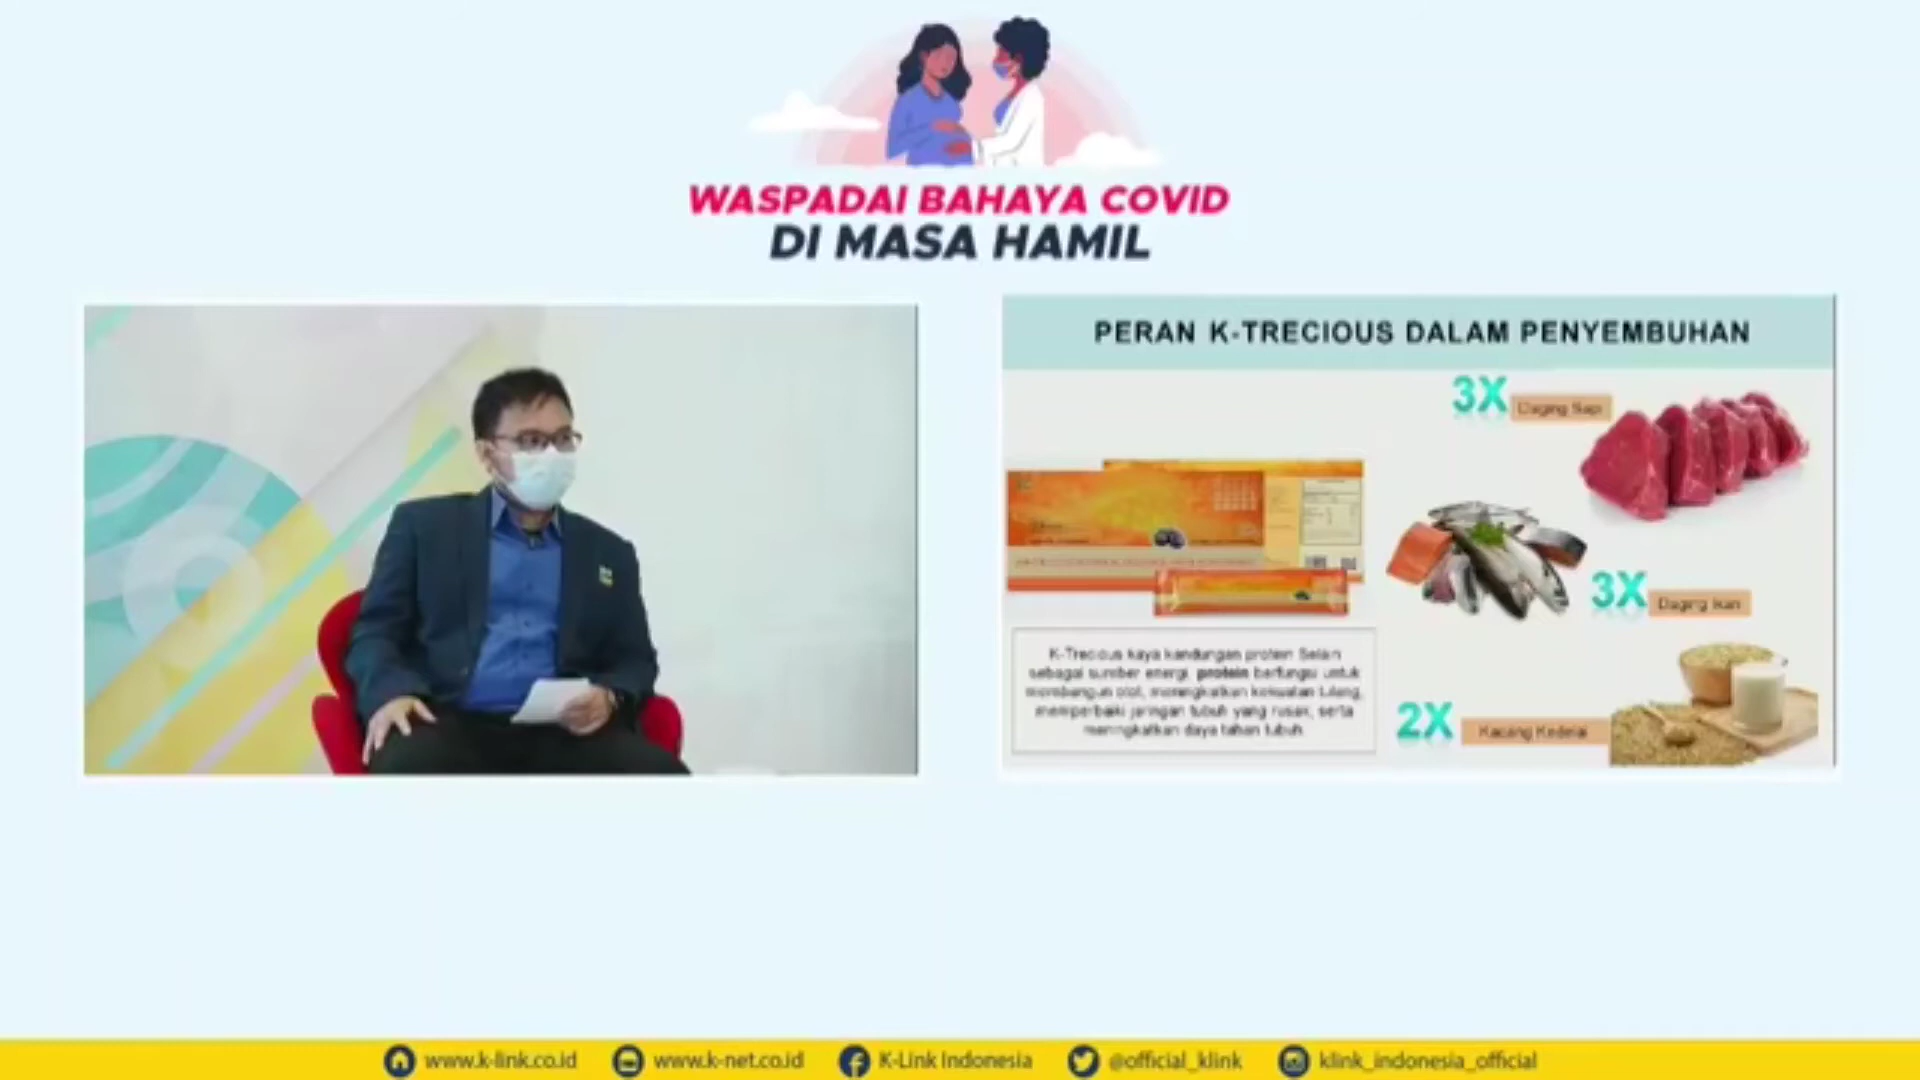 WASPADAI BAHAYA COVID
DI MASA HAMIL
PERAN K-TRECIOUS DALAM PENYEMBUHAN
3X Daging Sapi
3X Daging Ikan
2X Kacang Kedelai
K-Trecious kaya kandungan protein Selain
sebagai sumber energi protein berfungsi untuk
membangun otot, meningkatkan kekuatan tulang,
memperbaiki jaringan tubuh yang rusak, serta
meningkatkan daya tahan tubuh
www.k-link.co.id
www.k-net.co.id
K-Link Indonesia
@official_klink
klink_indonesia_official